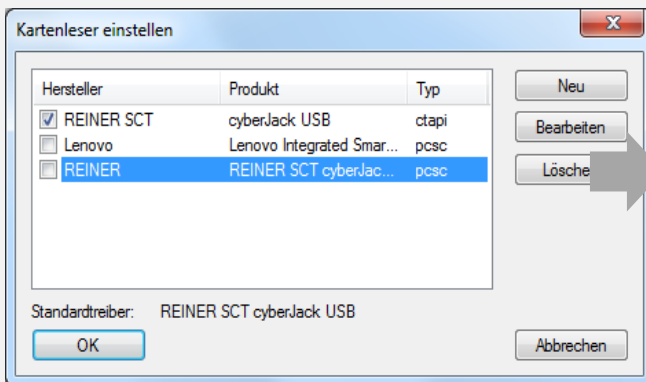 Kartenleser einstellen
Hersteller Produkt Typ
REINER SCT cyberJack USB ctapi
Lenovo Lenovo Integrated Smar... pcsc
REINER REINER SCT cyberJac... pcsc
Neu
Bearbeiten
Lösche
Standardtreiber: REINER SCT cyberJack USB
OK
Abbrechen